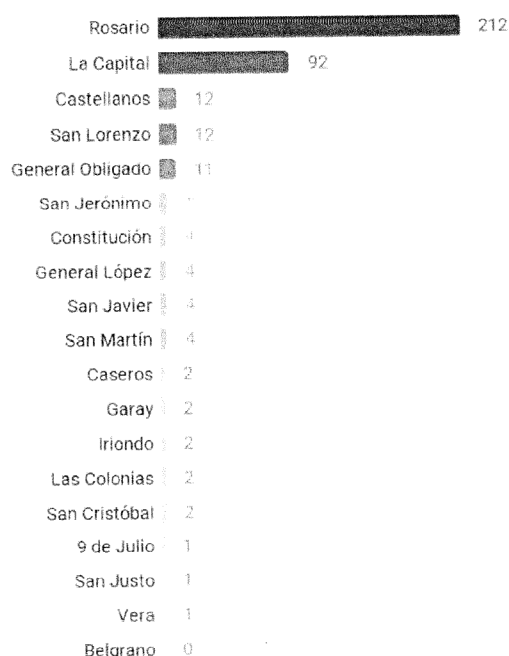 Rosario 212
La Capital 92
Castellanos 12
San Lorenzo 12
General Obligado 11
San Jerónimo
Constitución 4
General López 4
San Javier 4
San Martín 4
Caseros 2
Garay 2
Iriondo 2
Las Colonias 2
San Cristóbal 2
9 de Julio 1
San Justo 1
Vera 1
Belgrano 0